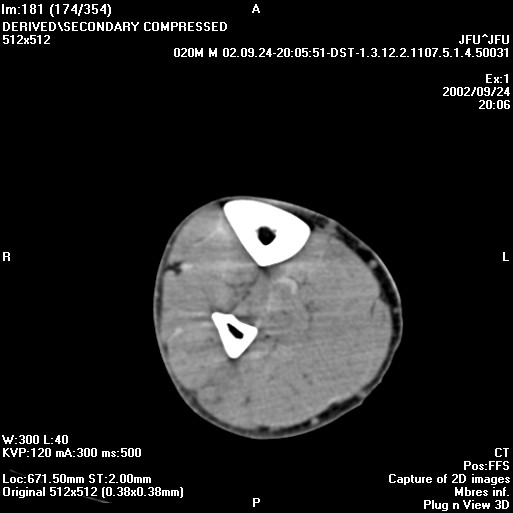 Im:181 (174/354)
A
DERIVED\SECONDARY COMPRESSED
512x512
JFU^JFU
020M M 02.09.24-20:05:51-DST-1.3.12.2.1107.5.1.4.50031
Ex:1
2002/09/24
20:06
R
L
W:300 L:40
KVP:120 mA:300 ms:500
CT
Pos:FFS
Loc:671.50mm ST:2.00mm
Capture of 2D images
Original 512x512 (0.38x0.38mm)
Mbres inf.
P
Plug n View 3D